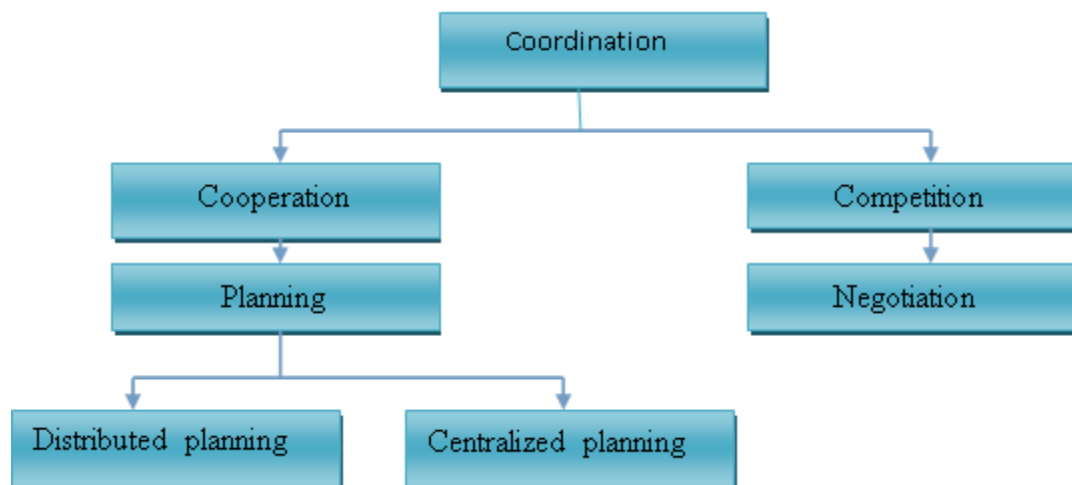 Coordination
Cooperation
Competition
Planning
Negotiation
Distributed planning
Centralized planning